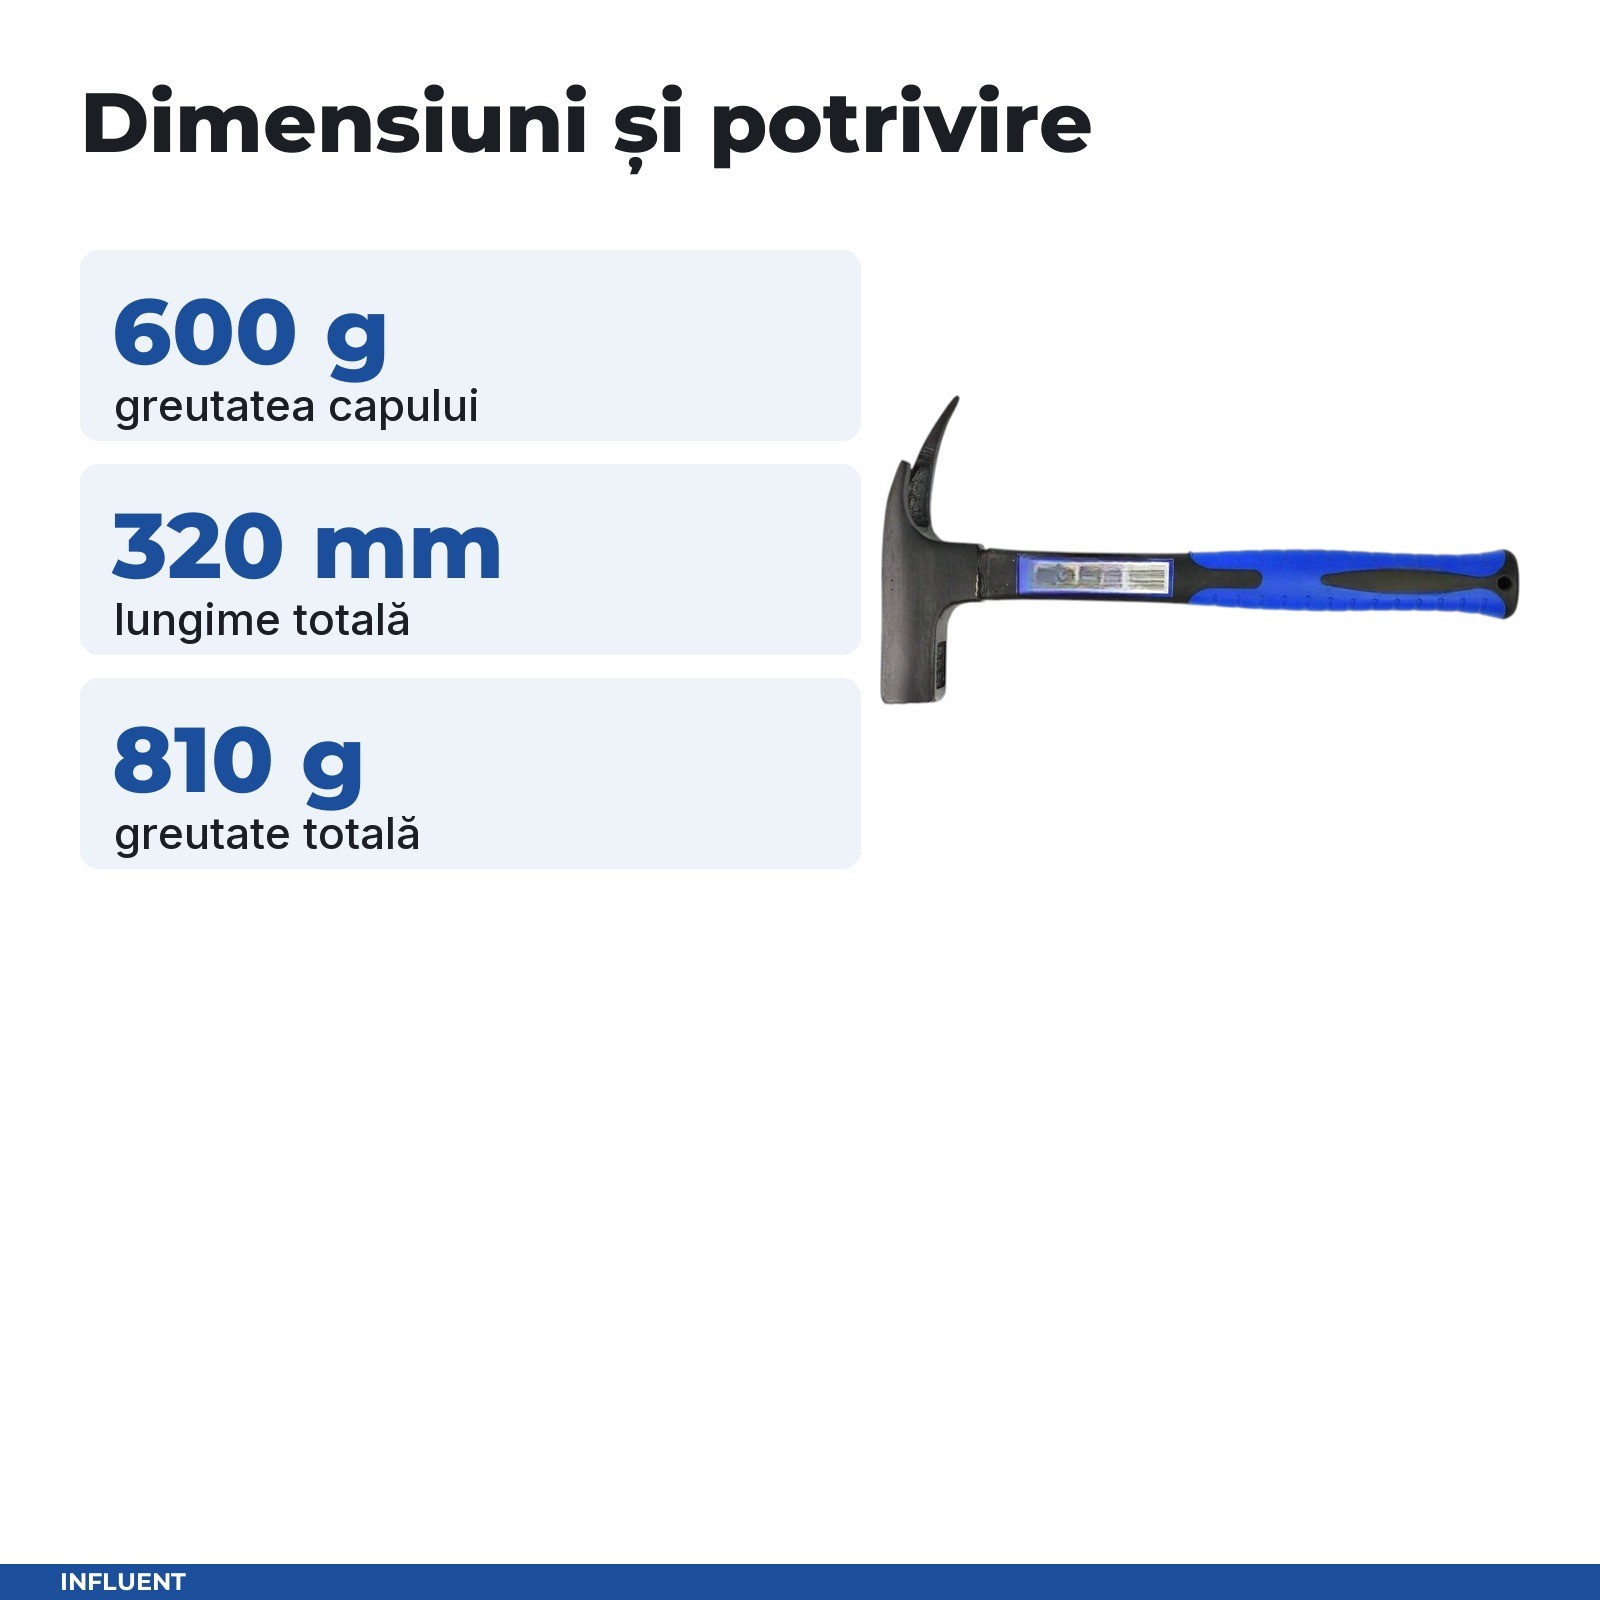 Dimensiuni și potrivire
600 g
greutatea capului
320 mm
lungime totală
810 g
greutate totală
INFLUENT